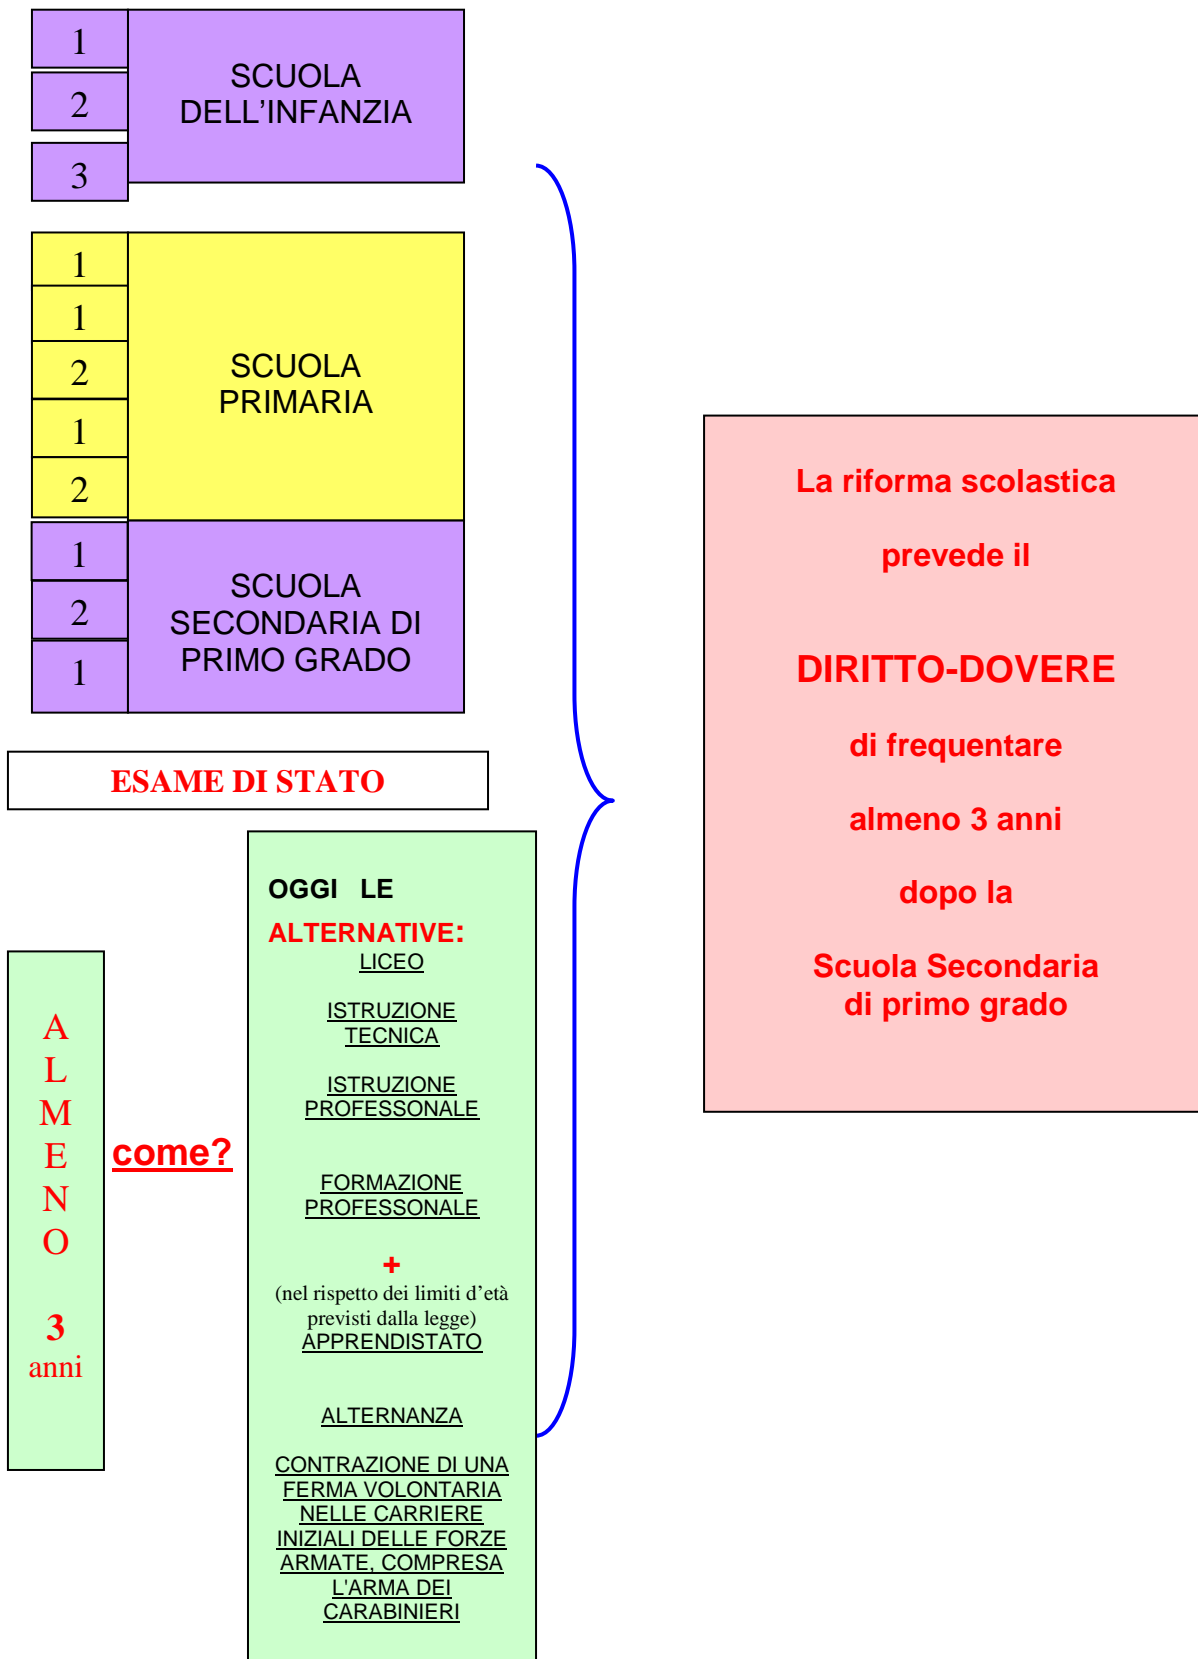 1
2
3
SCUOLA
DELL’INFANZIA
1
1
2
1
2
SCUOLA
PRIMARIA
1
2
1
SCUOLA
SECONDARIA DI
PRIMO GRADO
ESAME DI STATO
A
L
M
E
N
O
3
anni
come?
OGGI LE
ALTERNATIVE:
LICEO
ISTRUZIONE
TECNICA
ISTRUZIONE
PROFESSONALE
FORMAZIONE
PROFESSONALE
+
(nel rispetto dei limiti d’età
previsti dalla legge)
APPRENDISTATO
ALTERNANZA
CONTRAZIONE DI UNA
FERMA VOLONTARIA
NELLE CARRIERE
INIZIALI DELLE FORZE
ARMATE, COMPRESA
L'ARMA DEI
CARABINIERI
La riforma scolastica
prevede il
DIRITTO-DOVERE
di frequentare
almeno 3 anni
dopo la
Scuola Secondaria
di primo grado